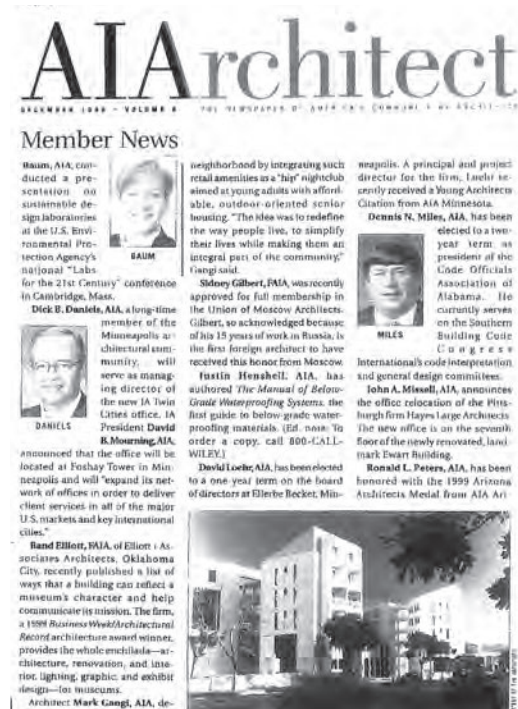 AIArchitect
DECEMBER 1999 • VOLUME 6 THE NEWSPAPER OF AMERICA'S COMMUNITY OF ARCHITECTS
Member News
Baum, AIA, con-
ducted a pre-
sentation on
sustainable de-
sign laboratories
at the U.S. Envi-
ronmental Pro-
tection Agency's
national "Labs
for the 21st Century" conference
in Cambridge, Mass.
BAUM
Dick B. Daniels, AIA, a long-time
member of the
Minneapolis ar-
chitectural com-
munity, will
serve as manag-
ing director of
the new IA Twin
Cities office. IA
President David
B. Mourning, AIA,
DANIELS
announced that the office will be
located at Foshay Tower in Min-
neapolis and will "expand its net-
work of offices in order to deliver
client services in all of the major
U.S. markets and key international
cities."
Rand Elliott, FAIA, of Elliott + As-
sociates Architects, Oklahoma
City, recently published a list of
ways that a building can reflect a
museum's character and help
communicate its mission. The firm,
a 1999 Business Week/Architectural
Record architecture award winner,
provides the whole enchilada—ar-
chitecture, renovation, and inte-
rior, lighting, graphic, and exhibit
design—for museums.
Architect Mark Gangi, AIA, de-
neighborhood by integrating such
retail amenities as a "hip" nightclub
aimed at young adults with afford-
able, outdoor-oriented senior
housing. "The idea was to redefine
the way people live, to simplify
their lives while making them an
integral part of the community,"
Gangi said.
Sidney Gilbert, FAIA, was recently
approved for full membership in
the Union of Moscow Architects.
Gilbert, so acknowledged because
of his 15 years of work in Russia, is
the first foreign architect to have
received this honor from Moscow.
Justin Henshell, AIA, has
authored The Manual of Below-
Grade Waterproofing Systems, the
first guide to below-grade water-
proofing materials. (Ed. note: To
order a copy, call 800-CALL-
WILEY.)
David Loehr, AIA, has been elected
to a one-year term on the board
of directors at Ellerbe Becket, Min-
neapolis. A principal and project
director for the firm, Loehr re-
cently received a Young Architects
Citation from AIA Minnesota.
Dennis N. Miles, AIA, has been
elected to a two-
year term as
president of the
Code Officials
Association of
Alabama. He
currently serves
on the Southern
Building Code
Congress
MILES
International's code interpretation
and general design committees.
John A. Missell, AIA, announces
the office relocation of the Pitts-
burgh firm Hayes Large Architects.
The new office is on the seventh
floor of the newly renovated, land-
mark Ewart Building.
Ronald L. Peters, AIA, has been
honored with the 1999 Arizona
Architects Medal from AIA Ari-